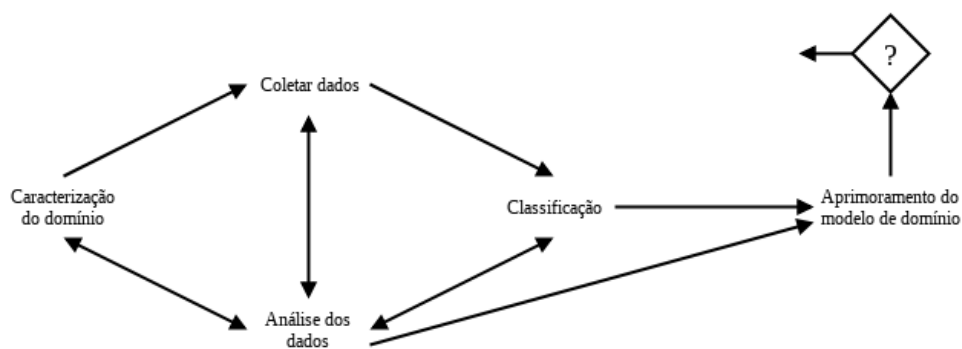 ?
Coletar dados
Caracterização
do domínio
Classificação
Aprimoramento do
modelo de domínio
Análise dos
dados